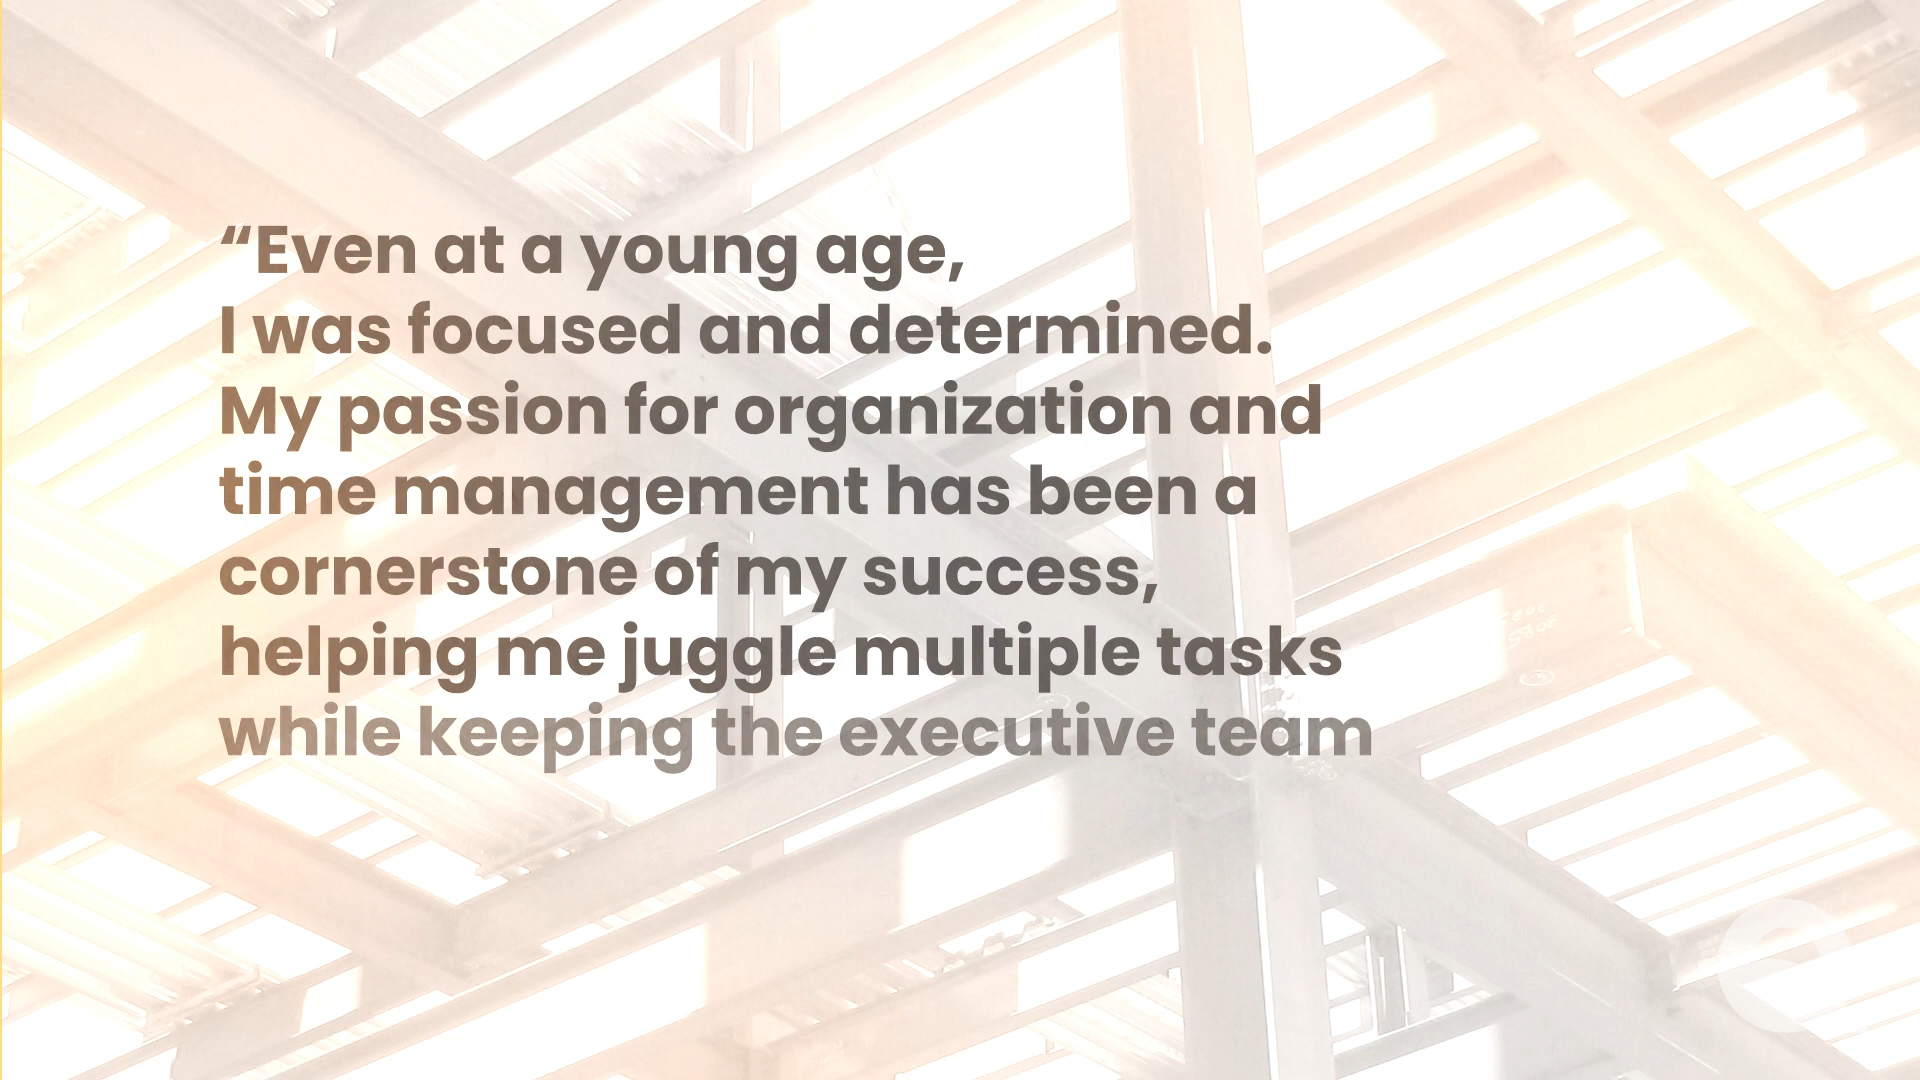 “Even at a young age,
I was focused and determined.
My passion for organization and
time management has been a
cornerstone of my success,
helping me juggle multiple tasks
while keeping the executive team